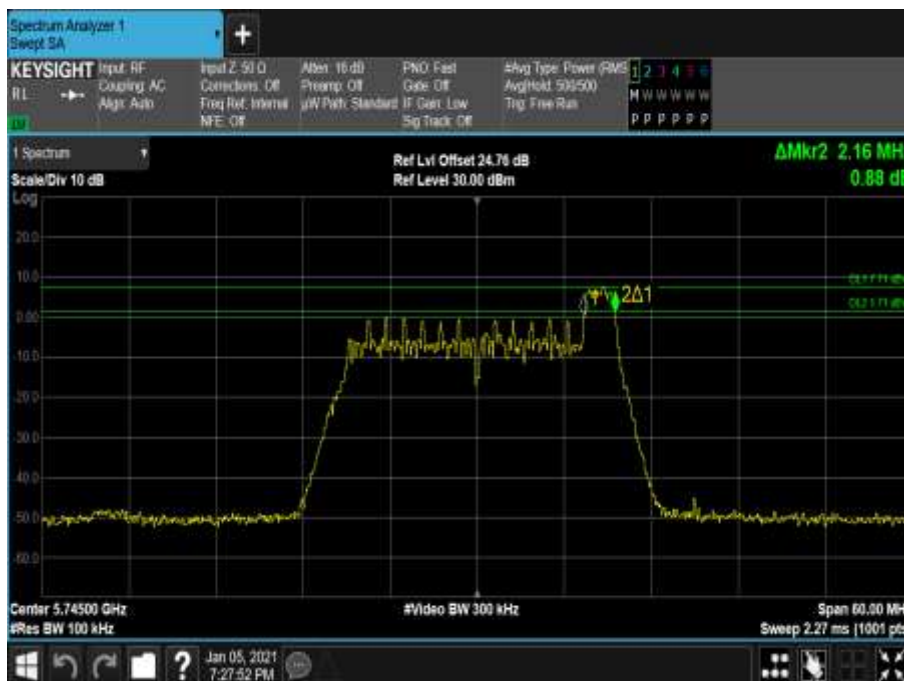 Spectrum Analyzer 1
Swept SA
+
KEYSIGHT Input: RF Input Z: 50 Ω Atten: 16 dB PNO: Fast #Avg Type: Power (RMS 1 2 3 4 5 6
RL Coupling: AC Corrections: Off Preamp: Off Gate: Off Avg|Hold: 500/500 M W W W W W
Align: Auto Freq Ref: Internal µW Path: Standard IF Gain: Low Trig: Free Run
NFE: Off Sig Track: Off P P P P P P
1 Spectrum
Ref Lvl Offset 24.76 dB ΔMkr2 2.16 MH
Scale/Div 10 dB Ref Level 30.00 dBm 0.88 dB
Log
20.0
10.0
2Δ1
0.00
-10.0
-20.0
-30.0
-40.0
-50.0
-60.0
Center 5.74500 GHz #Video BW 300 kHz Span 60.00 MH
#Res BW 100 kHz Sweep 2.27 ms (1001 pts
?
Jan 05, 2021
7:27:52 PM